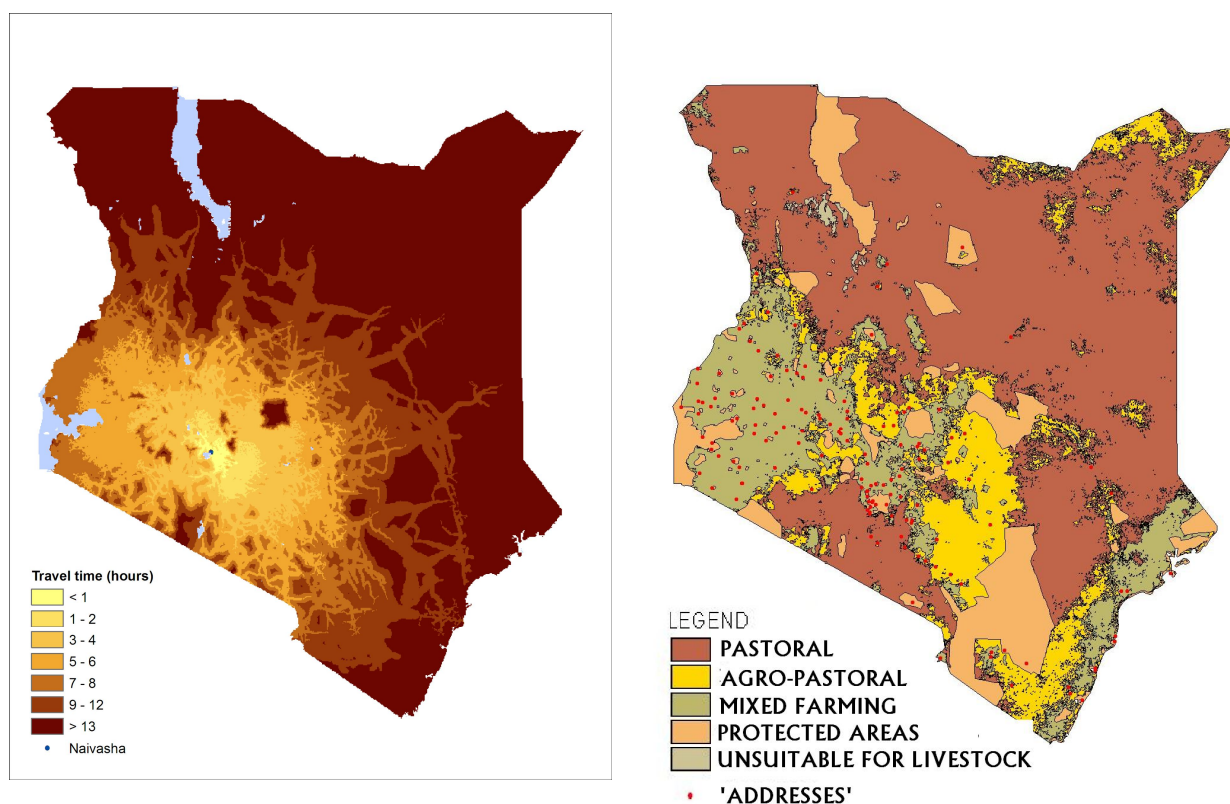 Travel time (hours)
< 1
1 - 2
3 - 4
5 - 6
7 - 8
9 - 12
> 13
Naivasha
LEGEND
PASTORAL
AGRO-PASTORAL
MIXED FARMING
PROTECTED AREAS
UNSUITABLE FOR LIVESTOCK
'ADDRESSES'